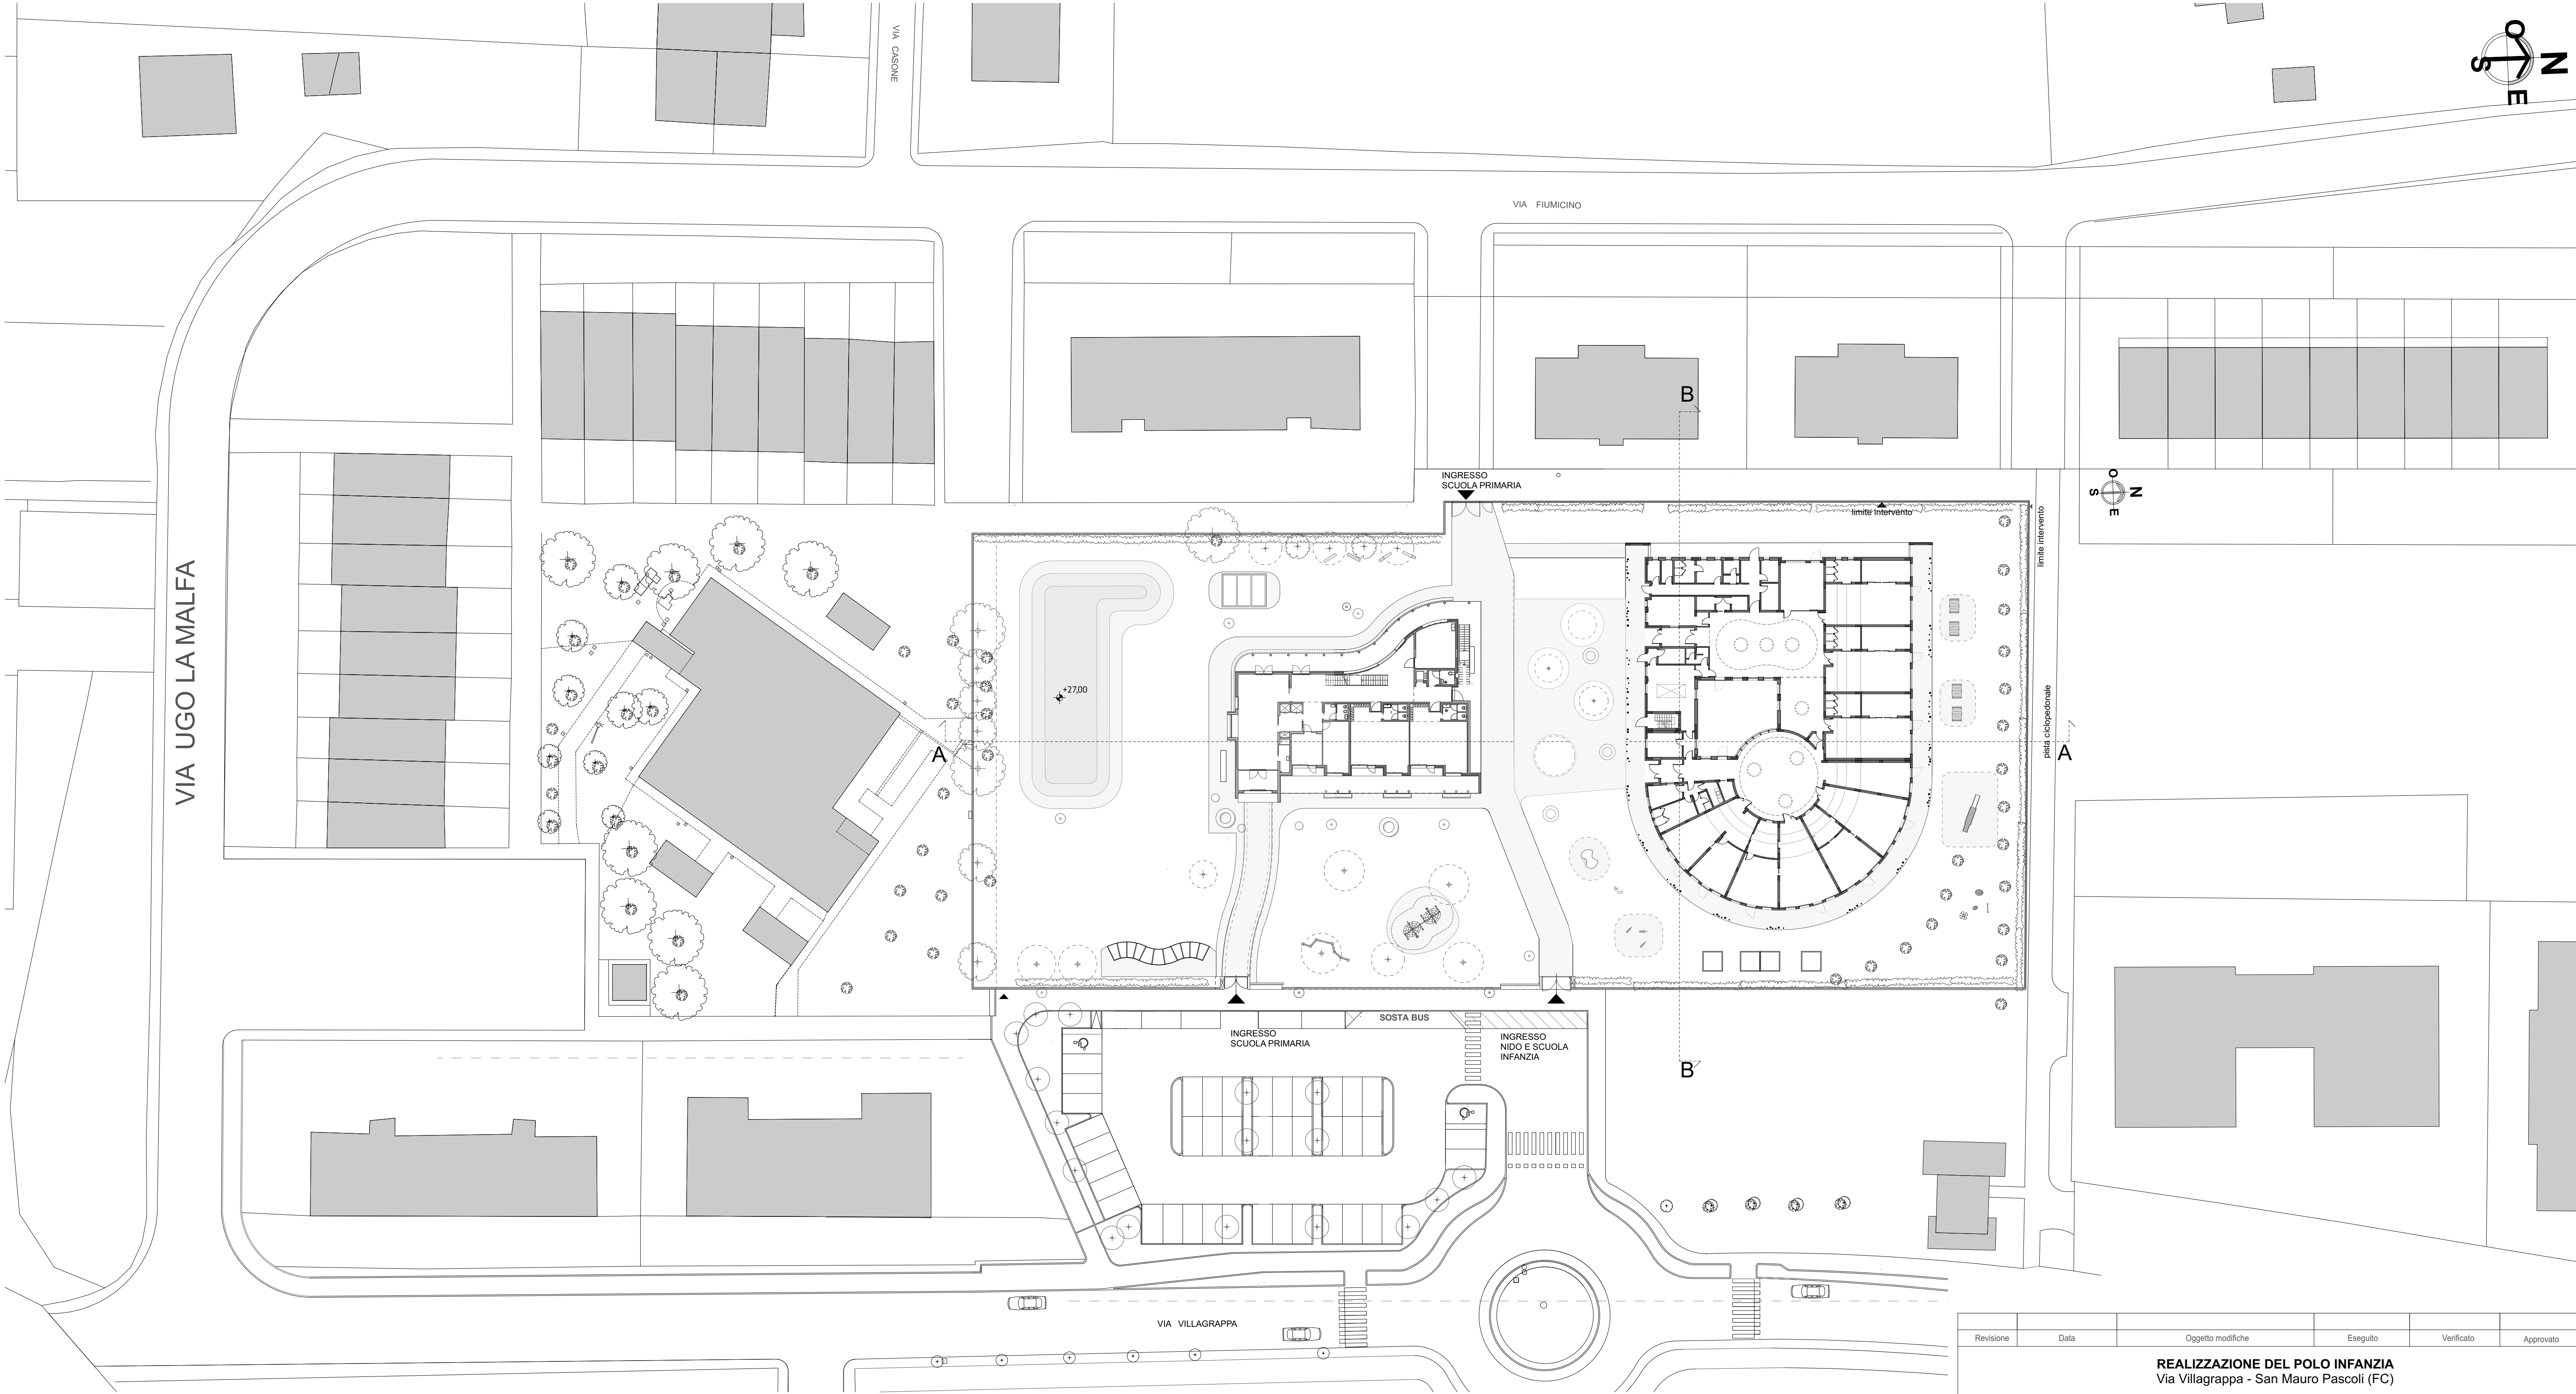 VIA CASONE
O
N
S
E
VIA FIUMICINO
B
INGRESSO
SCUOLA PRIMARIA
limite intervento
O
N
S
E
limite intervento
VIA UGO LA MALFA
+27,00
pista ciclopedonale
A
A
SOSTA BUS
INGRESSO
SCUOLA PRIMARIA
INGRESSO
NIDO E SCUOLA
INFANZIA
B
VIA VILLAGRAPPA
Revisione Data Oggetto modifiche Eseguito Verificato Approvato
REALIZZAZIONE DEL POLO INFANZIA
Via Villagrappa - San Mauro Pascoli (FC)